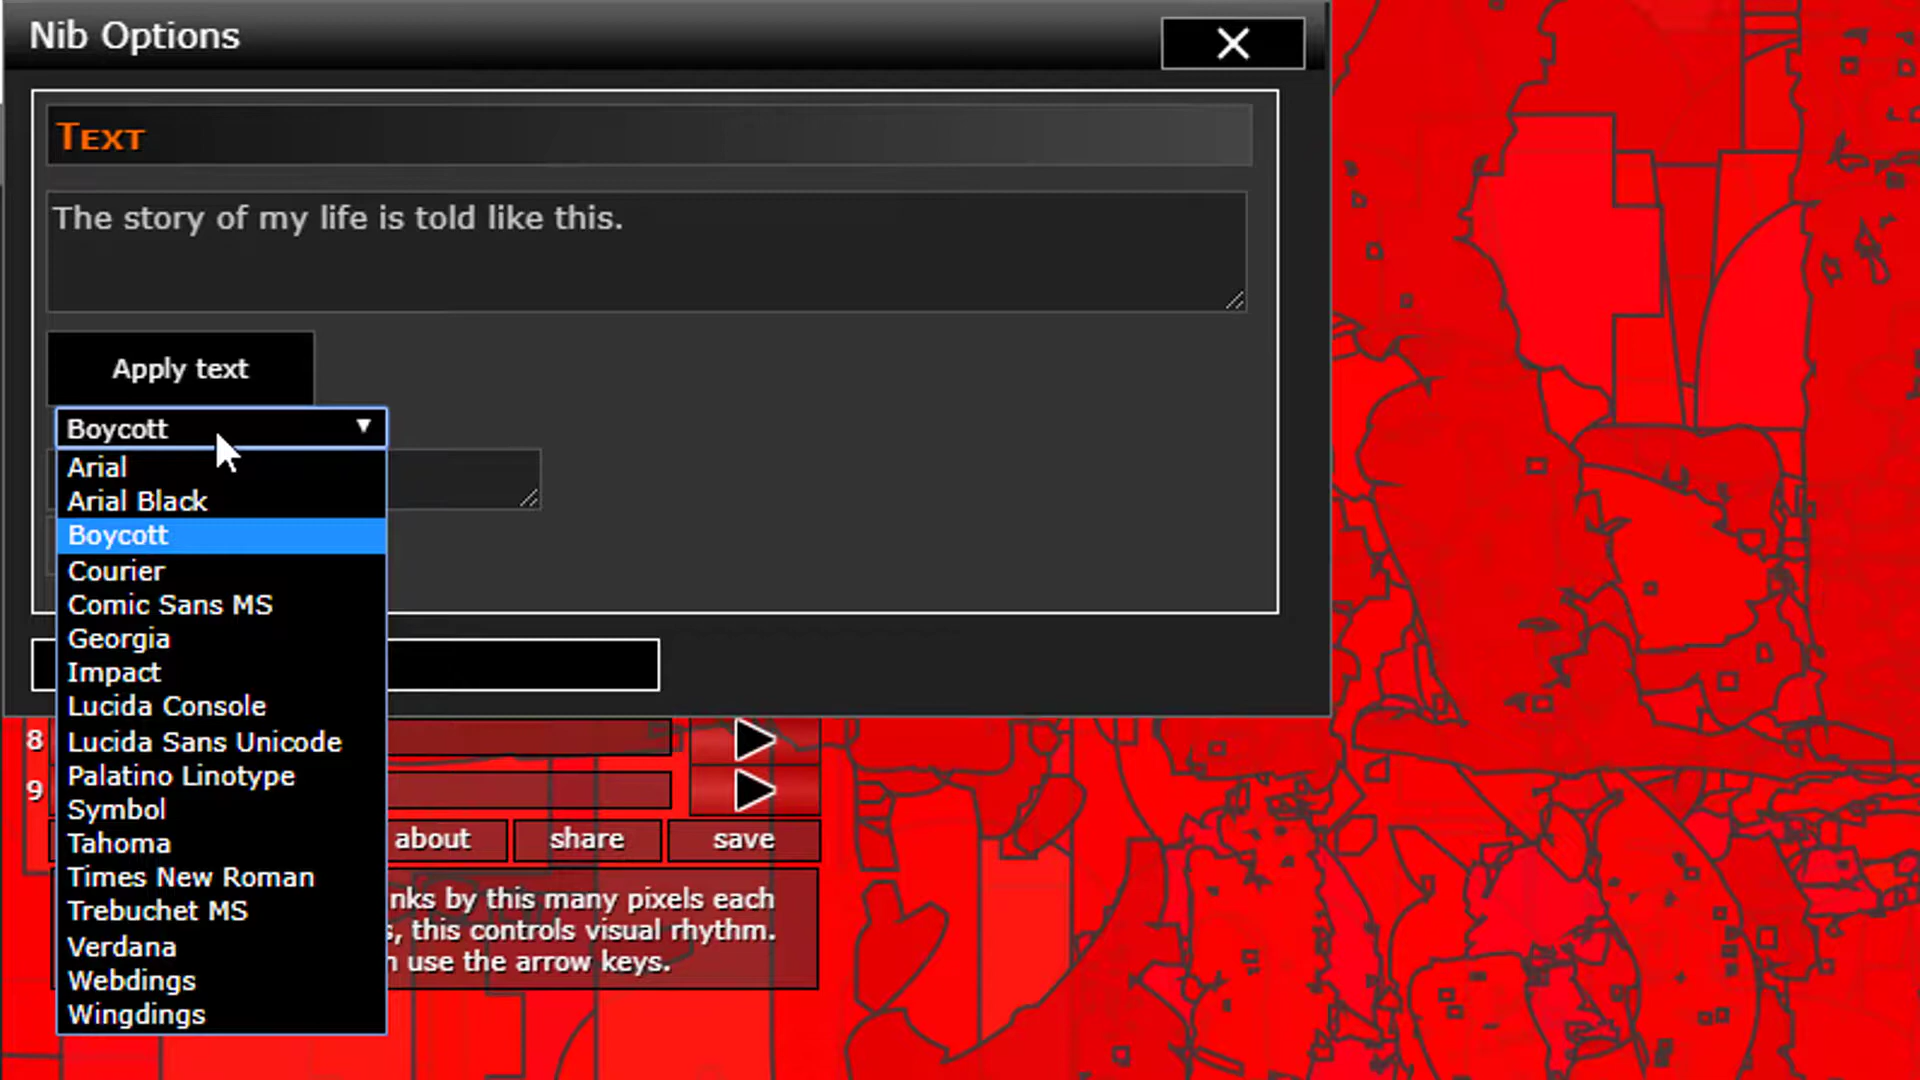 Nib Options
TEXT
The story of my life is told like this.
Apply text
Boycott
Arial
Arial Black
Boycott
Courier
Comic Sans MS
Georgia
Impact
Lucida Console
Lucida Sans Unicode
Palatino Linotype
Symbol
Tahoma
Times New Roman
Trebuchet MS
Verdana
Webdings
Wingdings
8
9
about share save
by this many pixels each
this controls visual rhythm.
use the arrow keys.